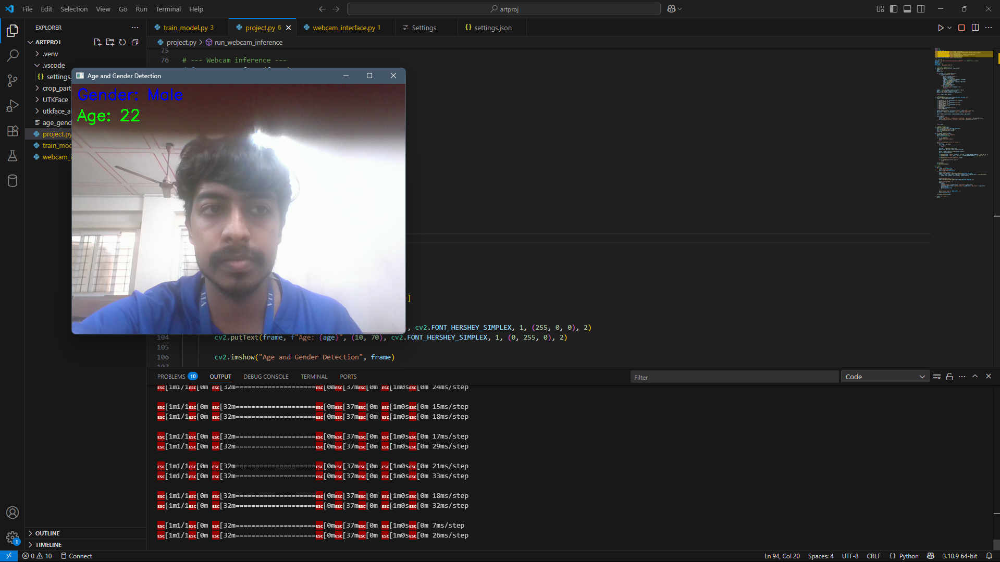 File Edit Selection View Go Run Terminal Help
artproj
EXPLORER
train_model.py 3
project.py 6
webcam_interface.py 1
Settings
settings.json
ARTPROJ
project.py > run_webcam_inference
.venv
.vscode
settings.
crop_part
UTKFace
utkface_a
age_gend
project.py
train_mod
webcam_i
75
76 # --- Webcam inference ---
Age and Gender Detection
Gender: Male
Age: 22
]
, cv2.FONT_HERSHEY_SIMPLEX, 1, (255, 0, 0), 2)
104 cv2.putText(frame, f"Age: {age}", (10, 70), cv2.FONT_HERSHEY_SIMPLEX, 1, (0, 255, 0), 2)
105
106 cv2.imshow("Age and Gender Detection", frame)
107
PROBLEMS 10 OUTPUT DEBUG CONSOLE TERMINAL PORTS
Filter
Code
ESC[1m1/1ESC[0m ESC[32m====================ESC[0mESC[37mESC[0m ESC[1m0sESC[0m 24ms/step
ESC[1m1/1ESC[0m ESC[32m====================ESC[0mESC[37mESC[0m ESC[1m0sESC[0m 15ms/step
ESC[1m1/1ESC[0m ESC[32m====================ESC[0mESC[37mESC[0m ESC[1m0sESC[0m 18ms/step
ESC[1m1/1ESC[0m ESC[32m====================ESC[0mESC[37mESC[0m ESC[1m0sESC[0m 17ms/step
ESC[1m1/1ESC[0m ESC[32m====================ESC[0mESC[37mESC[0m ESC[1m0sESC[0m 29ms/step
ESC[1m1/1ESC[0m ESC[32m====================ESC[0mESC[37mESC[0m ESC[1m0sESC[0m 21ms/step
ESC[1m1/1ESC[0m ESC[32m====================ESC[0mESC[37mESC[0m ESC[1m0sESC[0m 33ms/step
ESC[1m1/1ESC[0m ESC[32m====================ESC[0mESC[37mESC[0m ESC[1m0sESC[0m 18ms/step
ESC[1m1/1ESC[0m ESC[32m====================ESC[0mESC[37mESC[0m ESC[1m0sESC[0m 32ms/step
ESC[1m1/1ESC[0m ESC[32m====================ESC[0mESC[37mESC[0m ESC[1m0sESC[0m 7ms/step
ESC[1m1/1ESC[0m ESC[32m====================ESC[0mESC[37mESC[0m ESC[1m0sESC[0m 26ms/step
OUTLINE
TIMELINE
1
0 10 Connect
Ln 94, Col 20 Spaces: 4 UTF-8 CRLF {} Python 3.10.9 64-bit